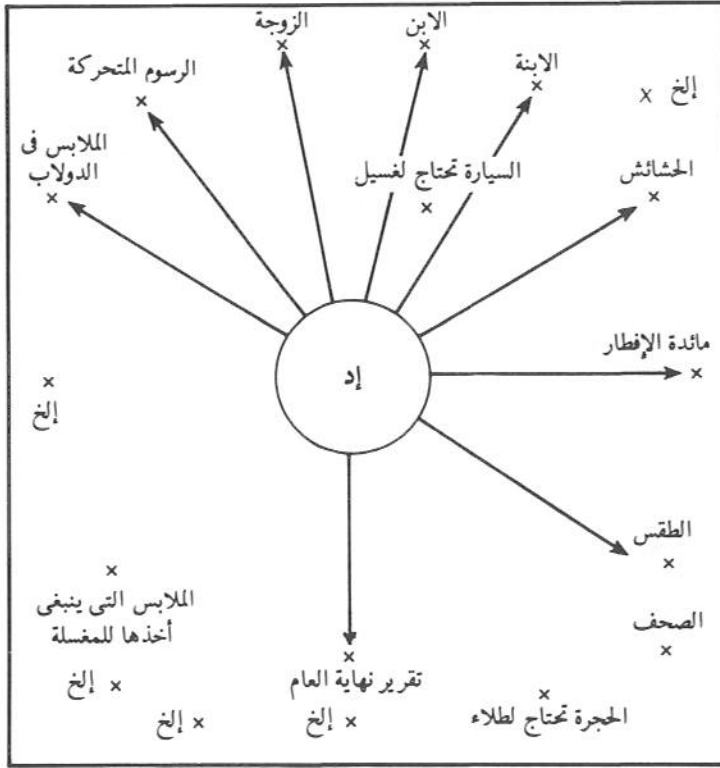 الزوجة
الابن
الابنة
إلخ
الرسوم المتحركة
الملابس فى
الدولاب
السيارة تحتاج لغسيل
الحشائش
مائدة الإفطار
إد
إلخ
الطقس
الملابس التى ينبغى
أخذها للمغسلة
الصحف
إلخ
تقرير نهاية العام
الحجرة تحتاج لطلاء
إلخ
إلخ